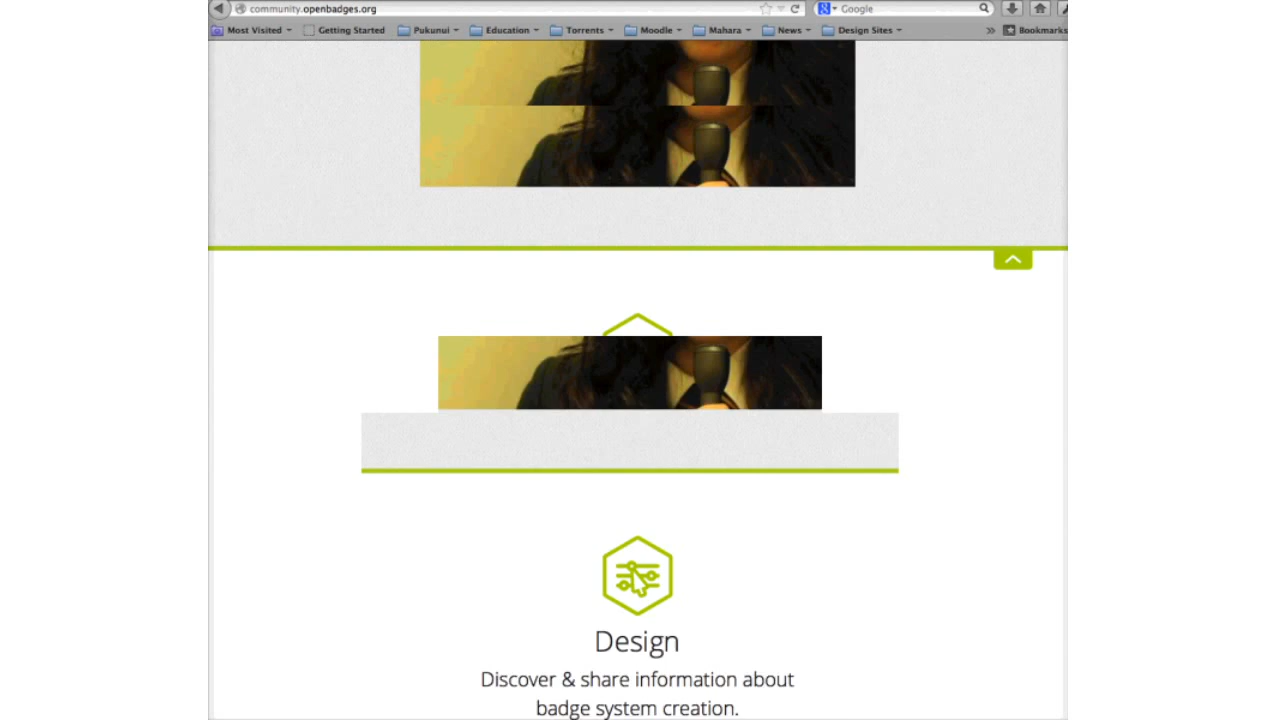 community.openbadges.org
Google
Most Visited
Getting Started
Pukunui
Education
Torrents
Moodle
Mahara
News
Design Sites
Bookmarks
Design
Discover & share information about
badge system creation.